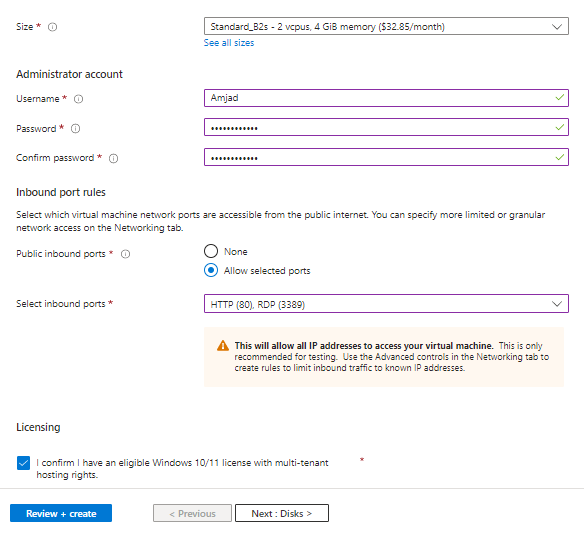 Size *
Standard_B2s - 2 vcpus, 4 GiB memory ($32.85/month)
See all sizes
Administrator account
Username *
Amjad
Password *
••••••••••••
Confirm password *
••••••••••••
Inbound port rules
Select which virtual machine network ports are accessible from the public internet. You can specify more limited or granular
network access on the Networking tab.
Public inbound ports *
None
Allow selected ports
Select inbound ports *
HTTP (80), RDP (3389)
This will allow all IP addresses to access your virtual machine. This is only
recommended for testing. Use the Advanced controls in the Networking tab to
create rules to limit inbound traffic to known IP addresses.
Licensing
I confirm I have an eligible Windows 10/11 license with multi-tenant *
hosting rights.
Review + create
< Previous
Next : Disks >